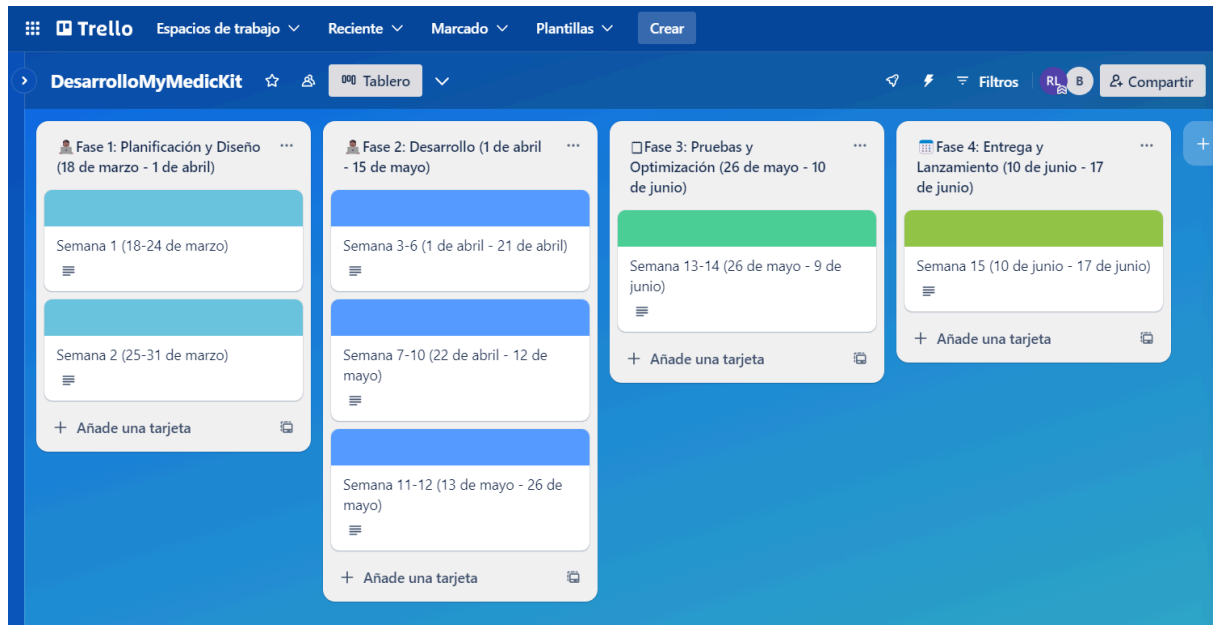 Trello
Espacios de trabajo
Reciente
Marcado
Plantillas
Crear
DesarrolloMyMedicKit
Tablero
Filtros
RL
B
Compartir
Fase 1: Planificación y Diseño
(18 de marzo - 1 de abril)
Semana 1 (18-24 de marzo)
Semana 2 (25-31 de marzo)
+ Añade una tarjeta
Fase 2: Desarrollo (1 de abril
- 15 de mayo)
Semana 3-6 (1 de abril - 21 de abril)
Semana 7-10 (22 de abril - 12 de
mayo)
Semana 11-12 (13 de mayo - 26 de
mayo)
+ Añade una tarjeta
Fase 3: Pruebas y
Optimización (26 de mayo - 10
de junio)
Semana 13-14 (26 de mayo - 9 de
junio)
+ Añade una tarjeta
Fase 4: Entrega y
Lanzamiento (10 de junio - 17
de junio)
Semana 15 (10 de junio - 17 de junio)
+ Añade una tarjeta